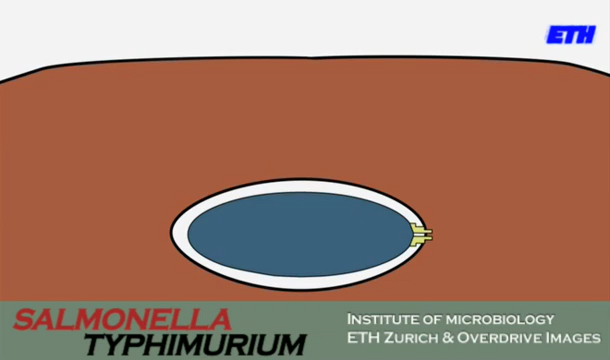 ETH
SALMONELLA
TYPHIMURIUM
INSTITUTE OF MICROBIOLOGY
ETH ZURICH & OVERDRIVE IMAGES